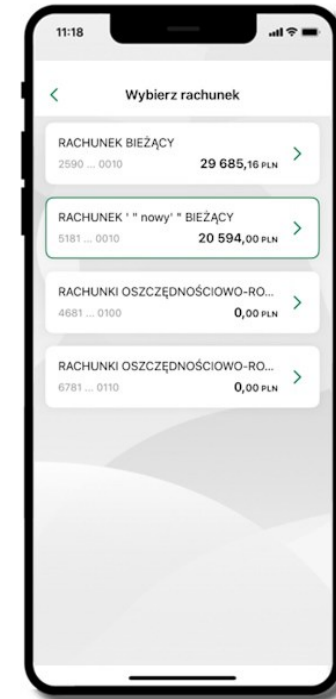 11:18
Wybierz rachunek
RACHUNEK BIEŻĄCY
2590 ... 0010 29 685,16 PLN
RACHUNEK ' " nowy' " BIEŻĄCY
5181 ... 0010 20 594,00 PLN
RACHUNKI OSZCZĘDNOŚCIOWO-RO...
4681 ... 0100 0,00 PLN
RACHUNKI OSZCZĘDNOŚCIOWO-RO...
6781 ... 0110 0,00 PLN